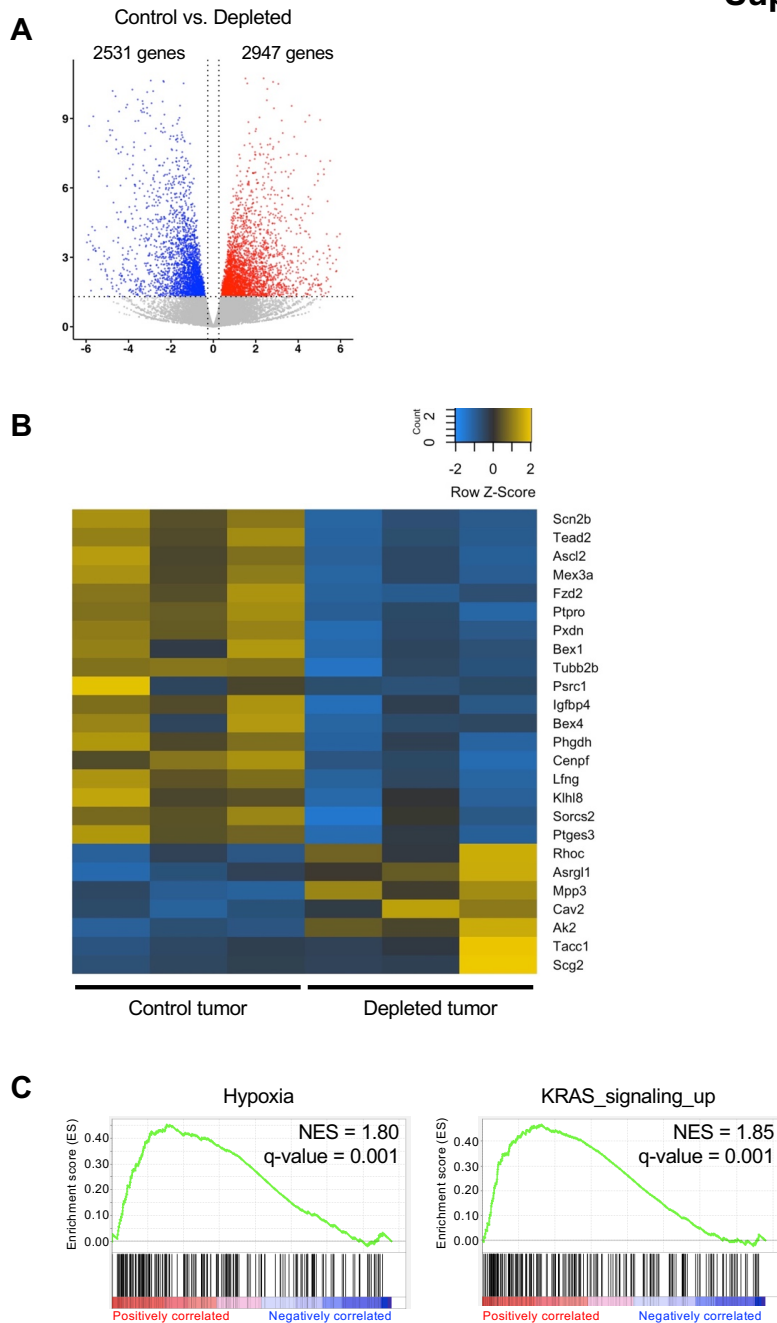 A
Control vs. Depleted
2531 genes 2947 genes
9
6
3
0
-6 -4 -2 0 2 4 6
B
Count
0 2
-2 0 2
Row Z-Score
Scn2b
Tead2
Ascl2
Mex3a
Fzd2
Ptpro
Pxdn
Bex1
Tubb2b
Psrc1
Igfbp4
Bex4
Phgdh
Cenpf
Lfng
Klhl8
Sorcs2
Ptges3
Rhoc
Asrgl1
Mpp3
Cav2
Ak2
Tacc1
Scg2
Control tumor Depleted tumor
C
Hypoxia
Enrichment score (ES)
NES = 1.80
q-value = 0.001
0.40
0.30
0.20
0.10
0.00
Positively correlated Negatively correlated
KRAS_signaling_up
Enrichment score (ES)
NES = 1.85
q-value = 0.001
0.40
0.30
0.20
0.10
0.00
Positively correlated Negatively correlated